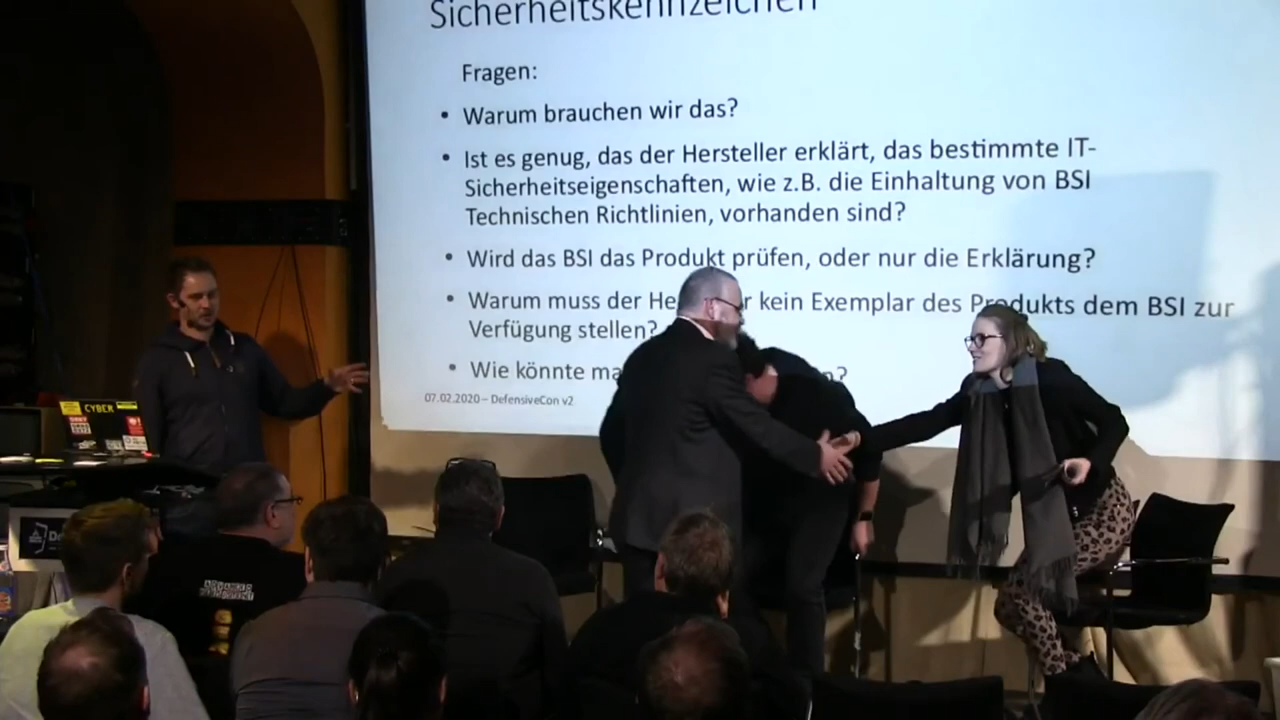 Sicherheitskennzeichen
Fragen:
• Warum brauchen wir das?
• Ist es genug, das der Hersteller erklärt, das bestimmte IT-
Sicherheitseigenschaften, wie z.B. die Einhaltung von BSI
Technischen Richtlinien, vorhanden sind?
• Wird das BSI das Produkt prüfen, oder nur die Erklärung?
• Warum muss der He r kein Exemplar des Produkts dem BSI zur
Verfügung stellen?
• Wie könnte ma n?
07.02.2020 – DefensiveCon v2
CYBER